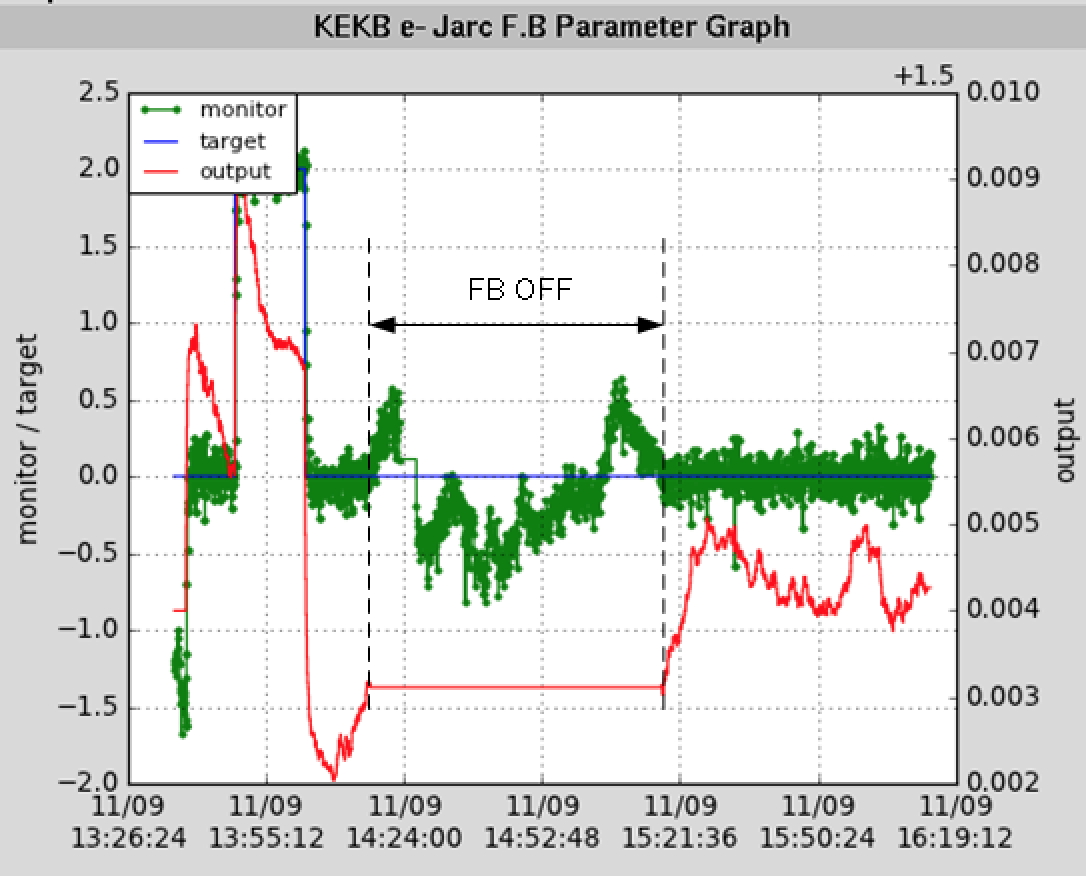 KEKB e- Jarc F.B Parameter Graph
+1.5
monitor
target
output
FB OFF
monitor / target
2.5
2.0
1.5
1.0
0.5
0.0
−0.5
−1.0
−1.5
−2.0
0.010
0.009
0.008
0.007
0.006
0.005
0.004
0.003
0.002
output
11/09 11/09 11/09 11/09 11/09 11/09 11/09
13:26:24 13:55:12 14:24:00 14:52:48 15:21:36 15:50:24 16:19:12